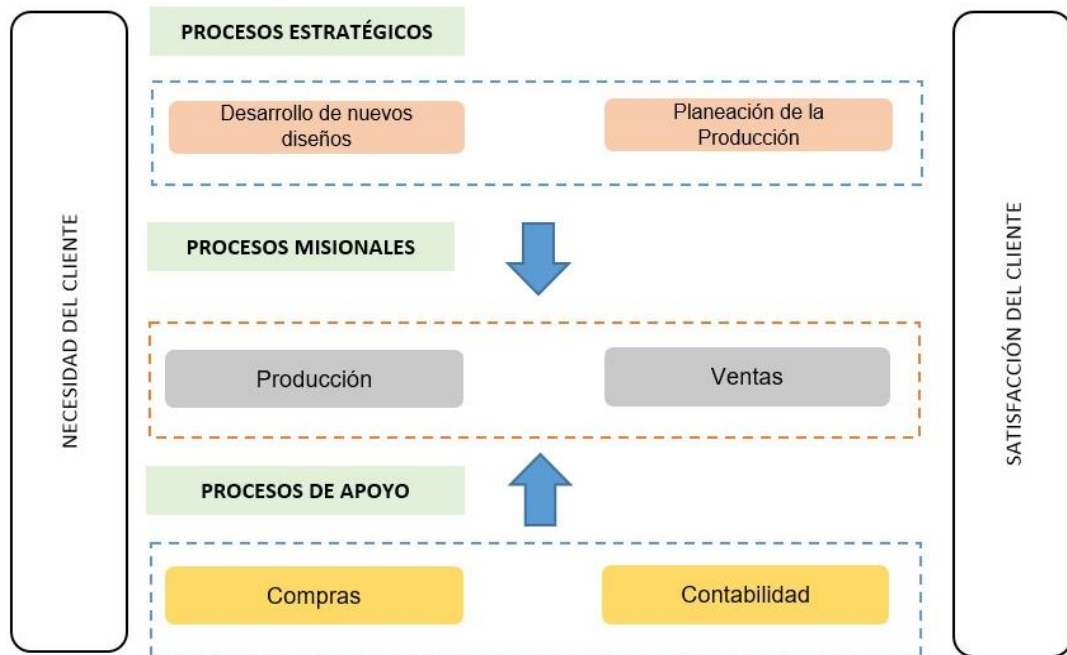 NECESIDAD DEL CLIENTE
PROCESOS ESTRATÉGICOS
Desarrollo de nuevos
diseños
Planeación de la
Producción
PROCESOS MISIONALES
Producción
Ventas
PROCESOS DE APOYO
Compras
Contabilidad
SATISFACCIÓN DEL CLIENTE